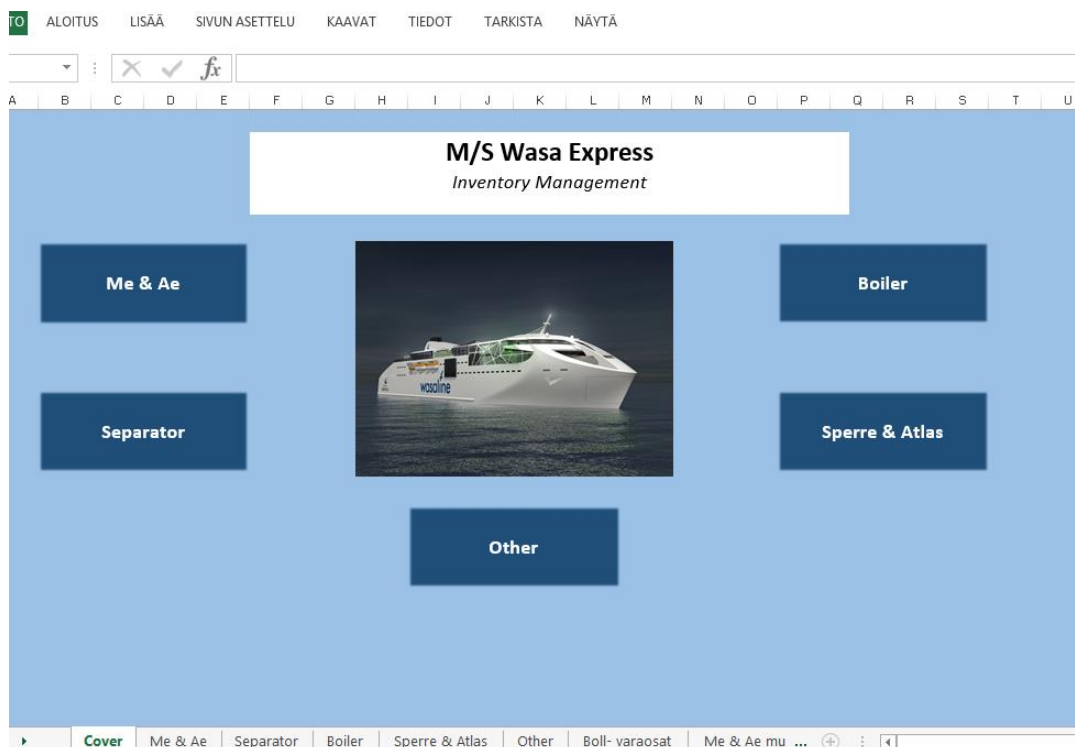 TO ALOITUS LISÄÄ SIVUN ASETTELU KAAVAT TIEDOT TARKISTA NÄYTÄ
fx
A B C D E F G H I J K L M N O P Q R S T U
M/S Wasa Express
Inventory Management
Me & Ae
Boiler
wasaline
Separator
Sperre & Atlas
Other
Cover Me & Ae Separator Boiler Sperre & Atlas Other Boll- varaosat Me & Ae mu ...